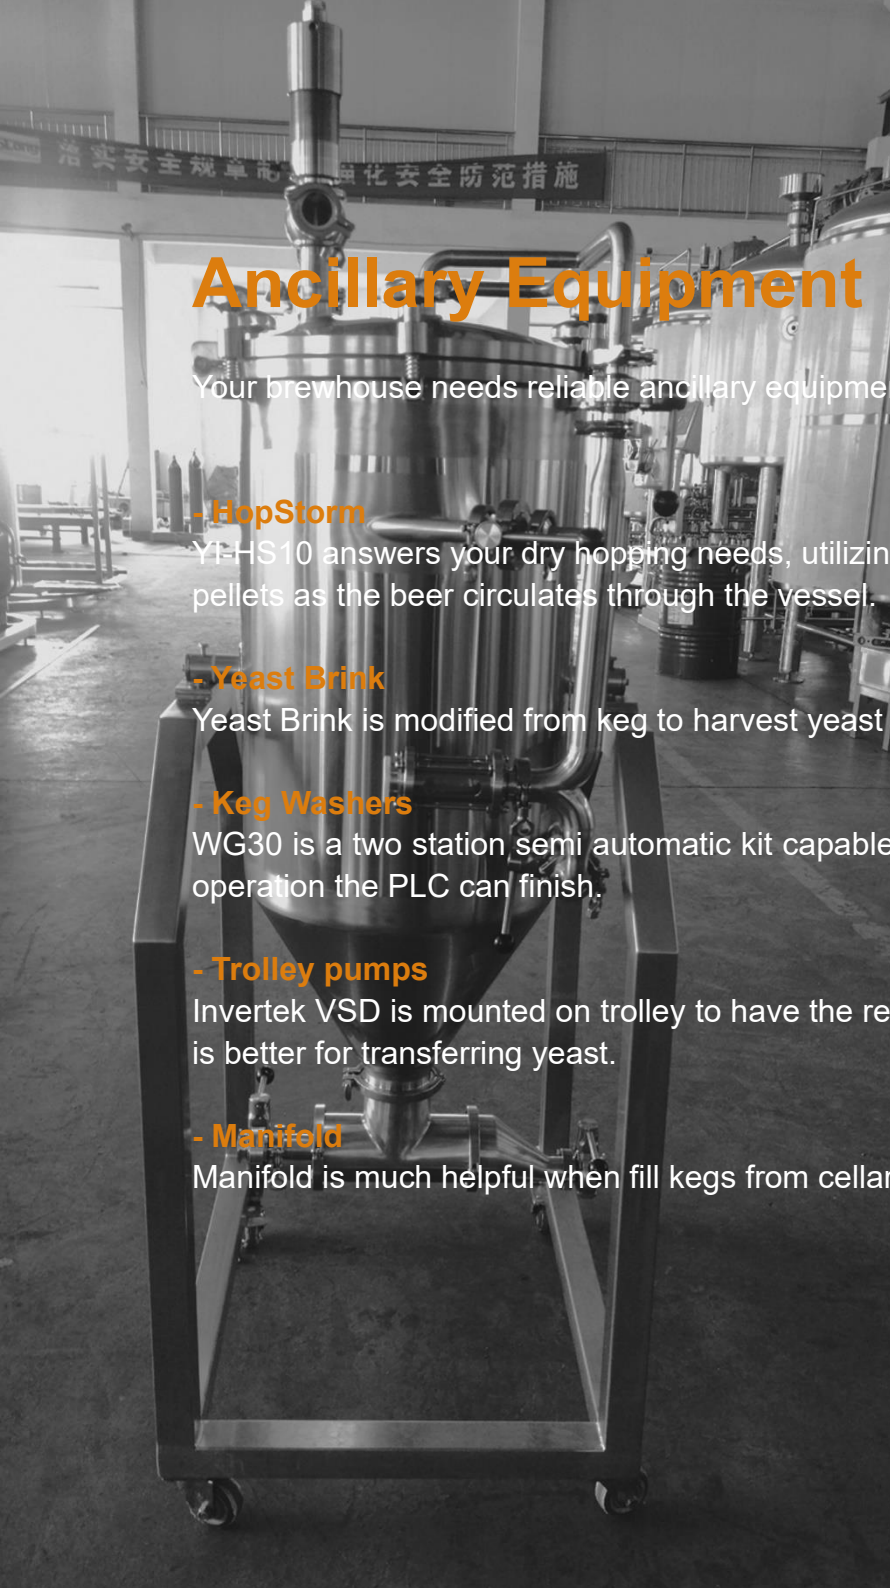 治实安全规章制 强化安全防范措施
Ancillary Equipment
Your brewhouse needs reliable ancillary
- HopStorm
YI-HS10 answers your dry hopping needs,
pellets as the beer circulates through the vessel.
- Yeast Brink
Yeast Brink is modified from keg to harvest yeast
- Keg Washers
WG30 is a two station semi automatic kit capable
operation the PLC can finish.
- Trolley pumps
Invertek VSD is mounted on trolley to have the
is better for transferring yeast.
- Manifold
Manifold is much helpful when fill kegs from